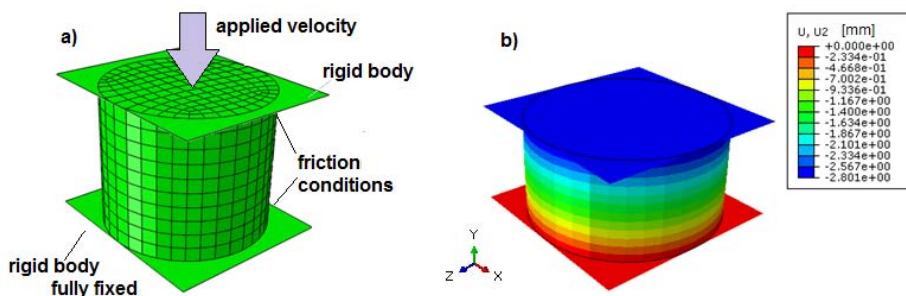 a)
applied velocity
rigid body
friction
conditions
rigid body
fully fixed
b)
U, U2 [mm]
+0.000e+00
-2.334e-01
-4.668e-01
-7.002e-01
-9.336e-01
-1.167e+00
-1.400e+00
-1.634e+00
-1.867e+00
-2.101e+00
-2.334e+00
-2.567e+00
-2.801e+00
Y
Z
X